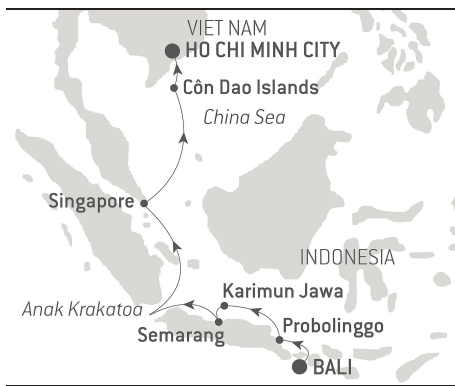 VIET NAM
HO CHI MINH CITY
Côn Dao Islands
China Sea
Singapore
INDONESIA
Karimun Jawa
Anak Krakatoa
Probolinggo
Semarang
BALI